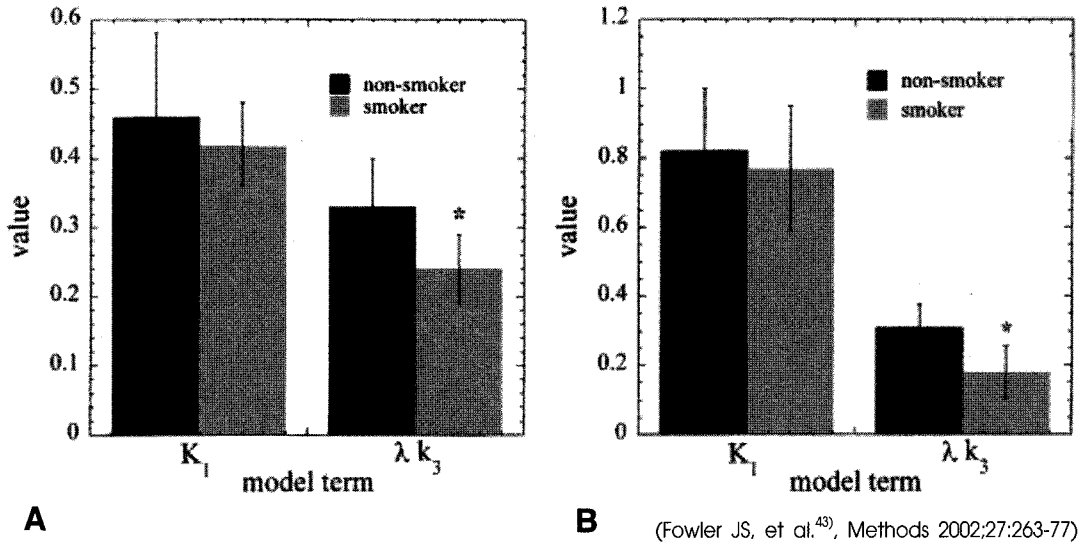 0.6
0.5
0.4
0.3
0.2
0.1
0
value
non-smoker
smoker
*
K1
λ k3
model term
A
1.2
1
0.8
0.6
0.4
0.2
0
value
non-smoker
smoker
*
K1
λ k3
model term
B
(Fowler JS, et al.43), Methods 2002;27:263-77)